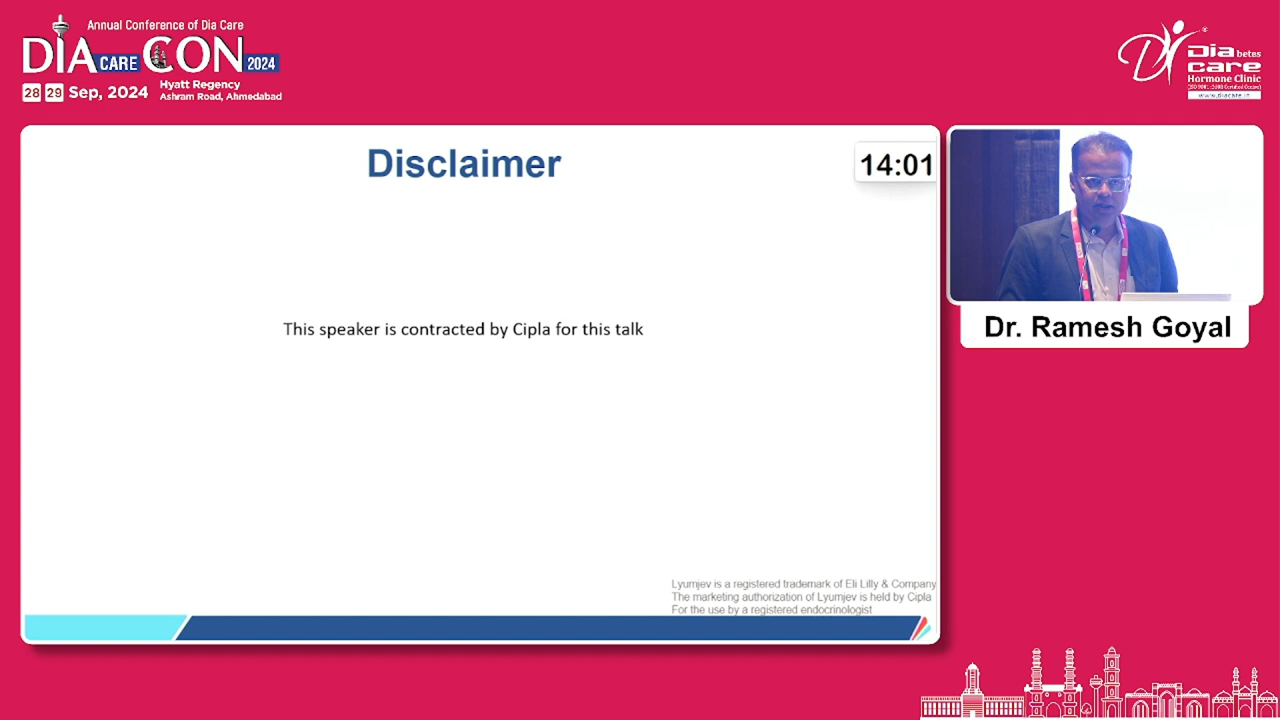 Annual Conference of Dia Care
DIA CARE CON 2024
28 29 Sep, 2024
Hyatt Regency
Ashram Road, Ahmedabad
Dia betes
care
Hormone Clinic
www.diacare.in
Disclaimer
14:01
This speaker is contracted by Cipla for this talk
Lyumjev is a registered trademark of Eli Lilly & Company
The marketing authorization of Lyumjev is held by Cipla
For the use by a registered endocrinologist
Dr. Ramesh Goyal